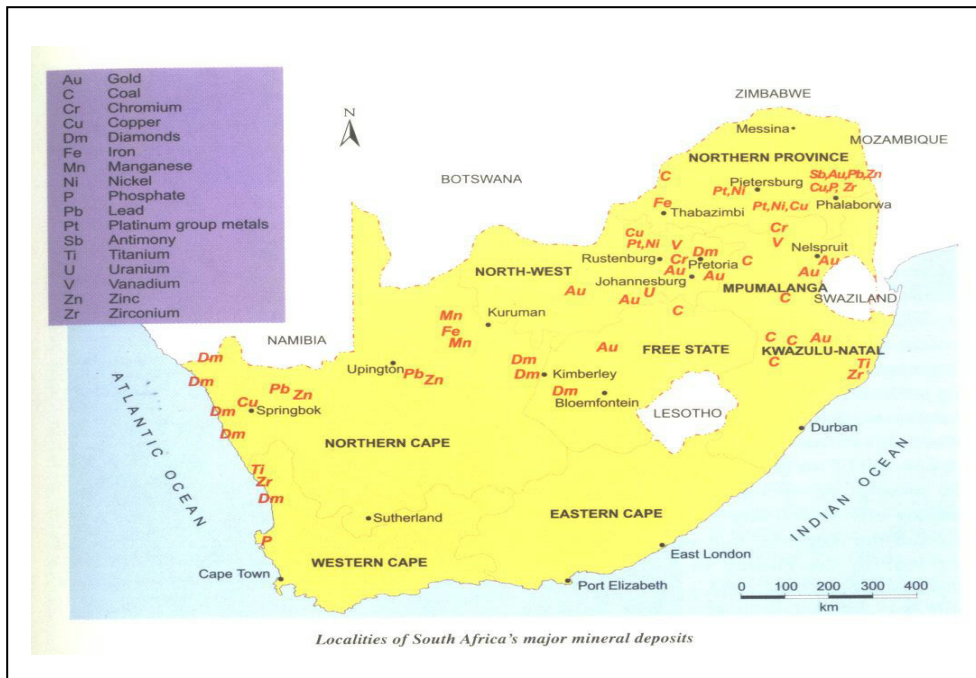 Au Gold
C Coal
Cr Chromium
Cu Copper
Dm Diamonds
Fe Iron
Mn Manganese
Ni Nickel
P Phosphate
Pb Lead
Pt Platinum group metals
Sb Antimony
Ti Titanium
U Uranium
V Vanadium
Zn Zinc
Zr Zirconium
N
ZIMBABWE
Messina
MOZAMBIQUE
NORTHERN PROVINCE
BOTSWANA
C
Pietersburg
Sb,Au,Pb,Zn
Pt,Ni
Cu,P, Zr
Fe
Phalaborwa
Thabazimbi
Pt,Ni,Cu
Cr
Cu
V
Pt,Ni
V
Dm
Nelspruit
Rustenburg
Cr
Pretoria
C
Au
NORTH-WEST
Au
Au
Au
Johannesburg
MPUMALANGA
Au
U
Au
C
SWAZILAND
C
Mn
Kuruman
Fe
Mn
NAMIBIA
C
C
Au
Au
FREE STATE
KWAZULU-NATAL
Dm
Dm
Upington
C
Ti
Pb
Zn
Dm
Kimberley
Zr
Dm
Pb
Zn
Dm
Bloemfontein
Cu
Dm
Springbok
LESOTHO
Dm
Durban
ATLANTIC OCEAN
NORTHERN CAPE
Ti
Zr
Dm
INDIAN OCEAN
Sutherland
EASTERN CAPE
P
East London
WESTERN CAPE
Cape Town
Port Elizabeth
0 100 200 300 400
km
Localities of South Africa's major mineral deposits